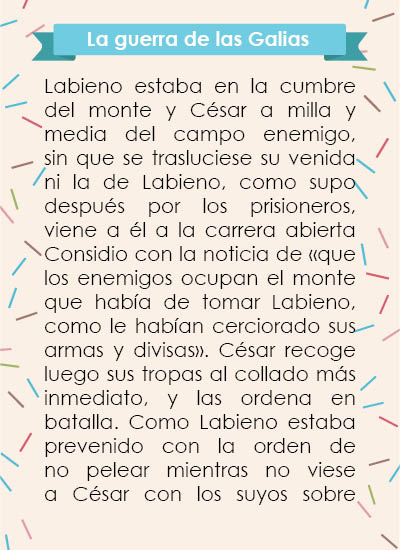 La guerra de las Galias
Labieno estaba en la cumbre
del monte y César a milla y
media del campo enemigo,
sin que se trasluciese su venida
ni la de Labieno, como supo
después por los prisioneros,
viene a él a la carrera abierta
Considio con la noticia de «que
los enemigos ocupan el monte
que había de tomar Labieno,
como le habían cerciorado sus
armas y divisas». César recoge
luego sus tropas al collado más
inmediato, y las ordena en
batalla. Como Labieno estaba
prevenido con la orden de
no pelear mientras no viese
a César con los suyos sobre